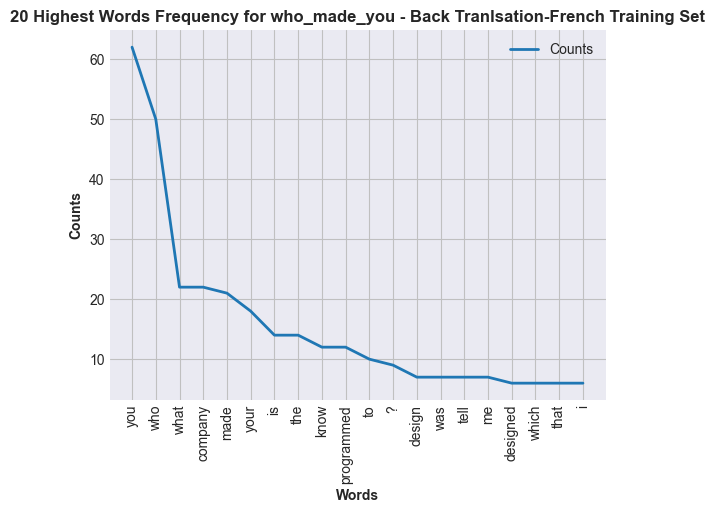 20 Highest Words Frequency for who_made_you - Back Tranlsation-French Training Set
Counts
60
50
40
30
20
10
Counts
you
who
what
company
made
your
is
the
know
programmed
to
?
design
was
tell
me
designed
which
that
i
Words